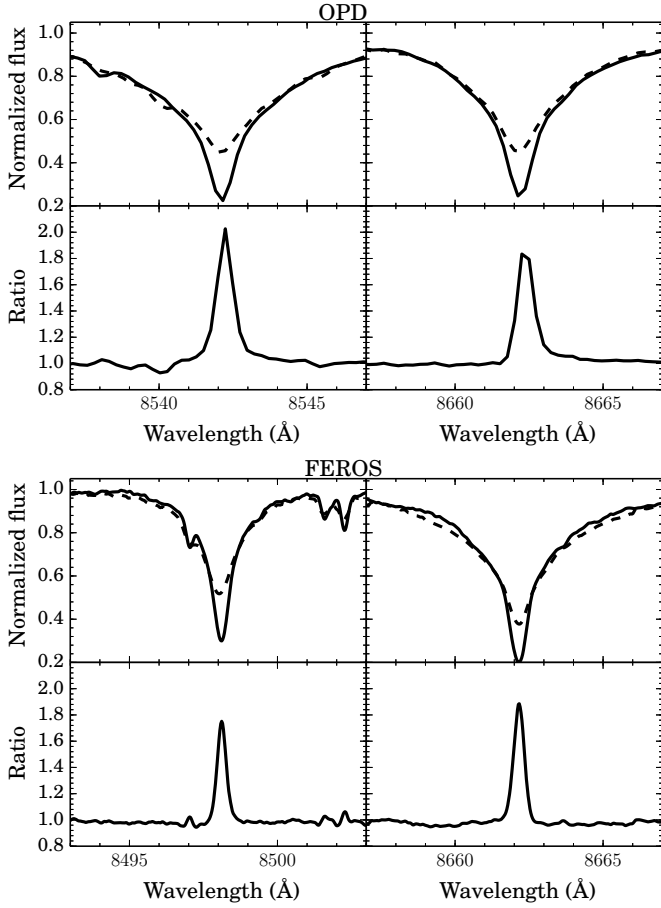 OPD
Normalized flux
1.0
0.8
0.6
0.4
0.2
Ratio
2.0
1.8
1.6
1.4
1.2
1.0
0.8
8540 8545 8660 8665
Wavelength (Å) Wavelength (Å)
FEROS
Normalized flux
1.0
0.8
0.6
0.4
0.2
Ratio
2.0
1.8
1.6
1.4
1.2
1.0
0.8
8495 8500 8660 8665
Wavelength (Å) Wavelength (Å)